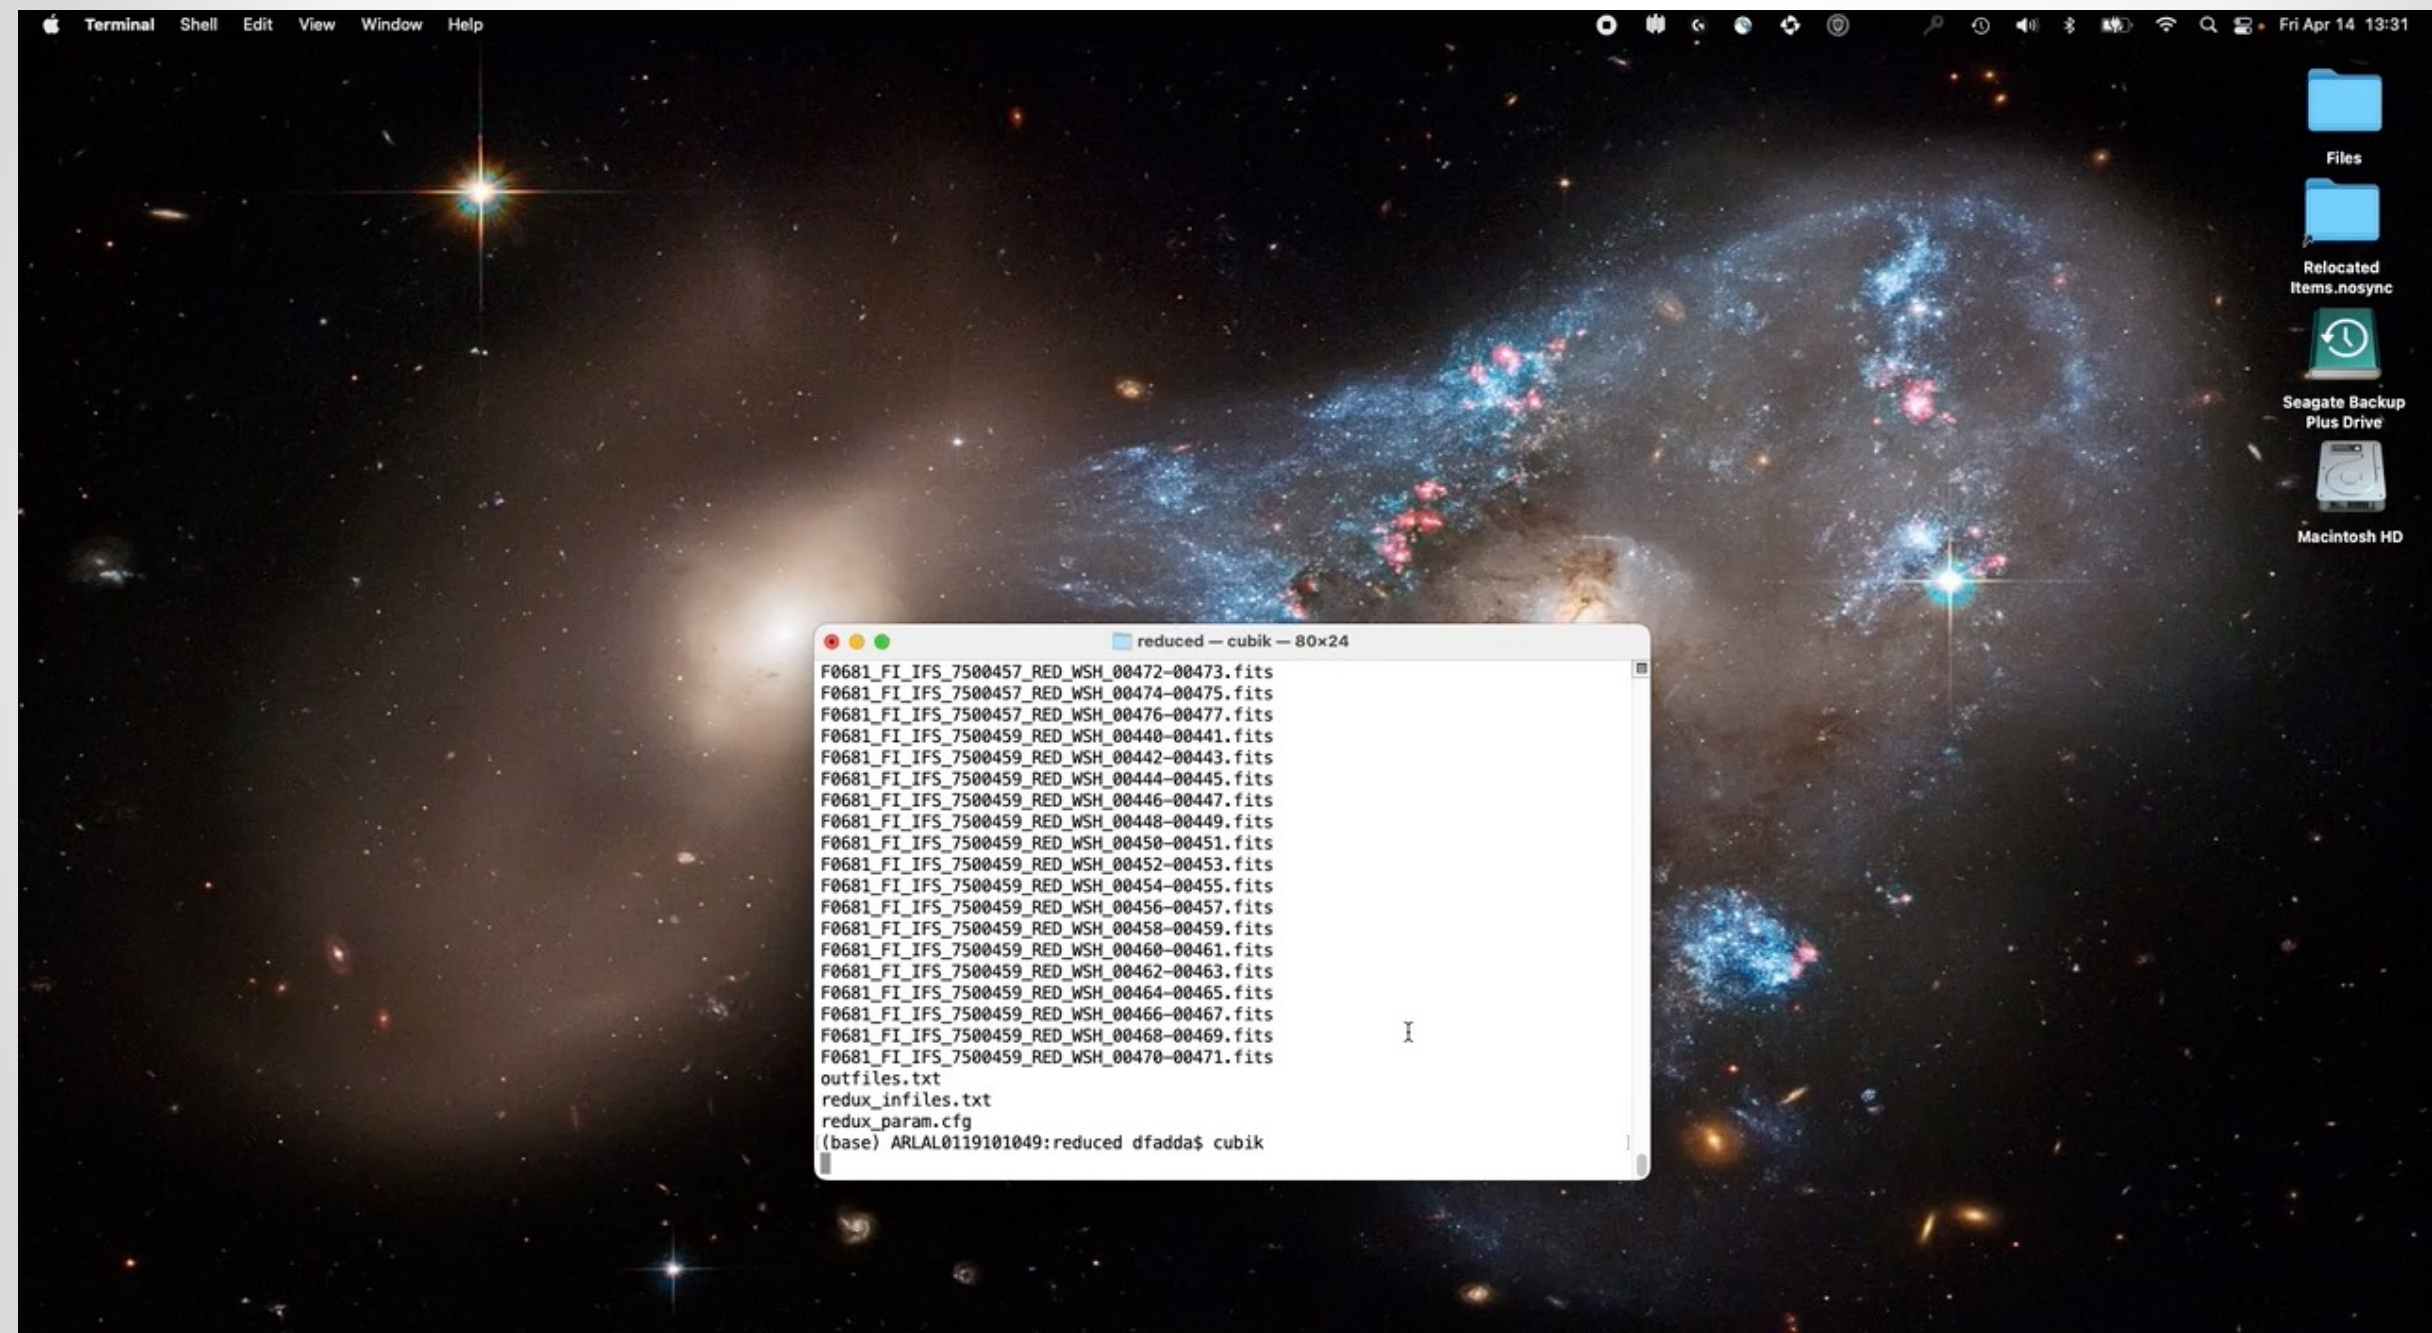 Terminal Shell Edit View Window Help
Fri Apr 14 13:31
Files
Relocated
Items.nosync
Seagate Backup
Plus Drive
Macintosh HD
reduced — cubik — 80×24
F0681_FI_IFS_7500457_RED_WSH_00472-00473.fits
F0681_FI_IFS_7500457_RED_WSH_00474-00475.fits
F0681_FI_IFS_7500457_RED_WSH_00476-00477.fits
F0681_FI_IFS_7500459_RED_WSH_00440-00441.fits
F0681_FI_IFS_7500459_RED_WSH_00442-00443.fits
F0681_FI_IFS_7500459_RED_WSH_00444-00445.fits
F0681_FI_IFS_7500459_RED_WSH_00446-00447.fits
F0681_FI_IFS_7500459_RED_WSH_00448-00449.fits
F0681_FI_IFS_7500459_RED_WSH_00450-00451.fits
F0681_FI_IFS_7500459_RED_WSH_00452-00453.fits
F0681_FI_IFS_7500459_RED_WSH_00454-00455.fits
F0681_FI_IFS_7500459_RED_WSH_00456-00457.fits
F0681_FI_IFS_7500459_RED_WSH_00458-00459.fits
F0681_FI_IFS_7500459_RED_WSH_00460-00461.fits
F0681_FI_IFS_7500459_RED_WSH_00462-00463.fits
F0681_FI_IFS_7500459_RED_WSH_00464-00465.fits
F0681_FI_IFS_7500459_RED_WSH_00466-00467.fits
F0681_FI_IFS_7500459_RED_WSH_00468-00469.fits
F0681_FI_IFS_7500459_RED_WSH_00470-00471.fits
outfiles.txt
redux_infiles.txt
redux_param.cfg
(base) ARLAL0119101049:reduced dfadda$ cubik